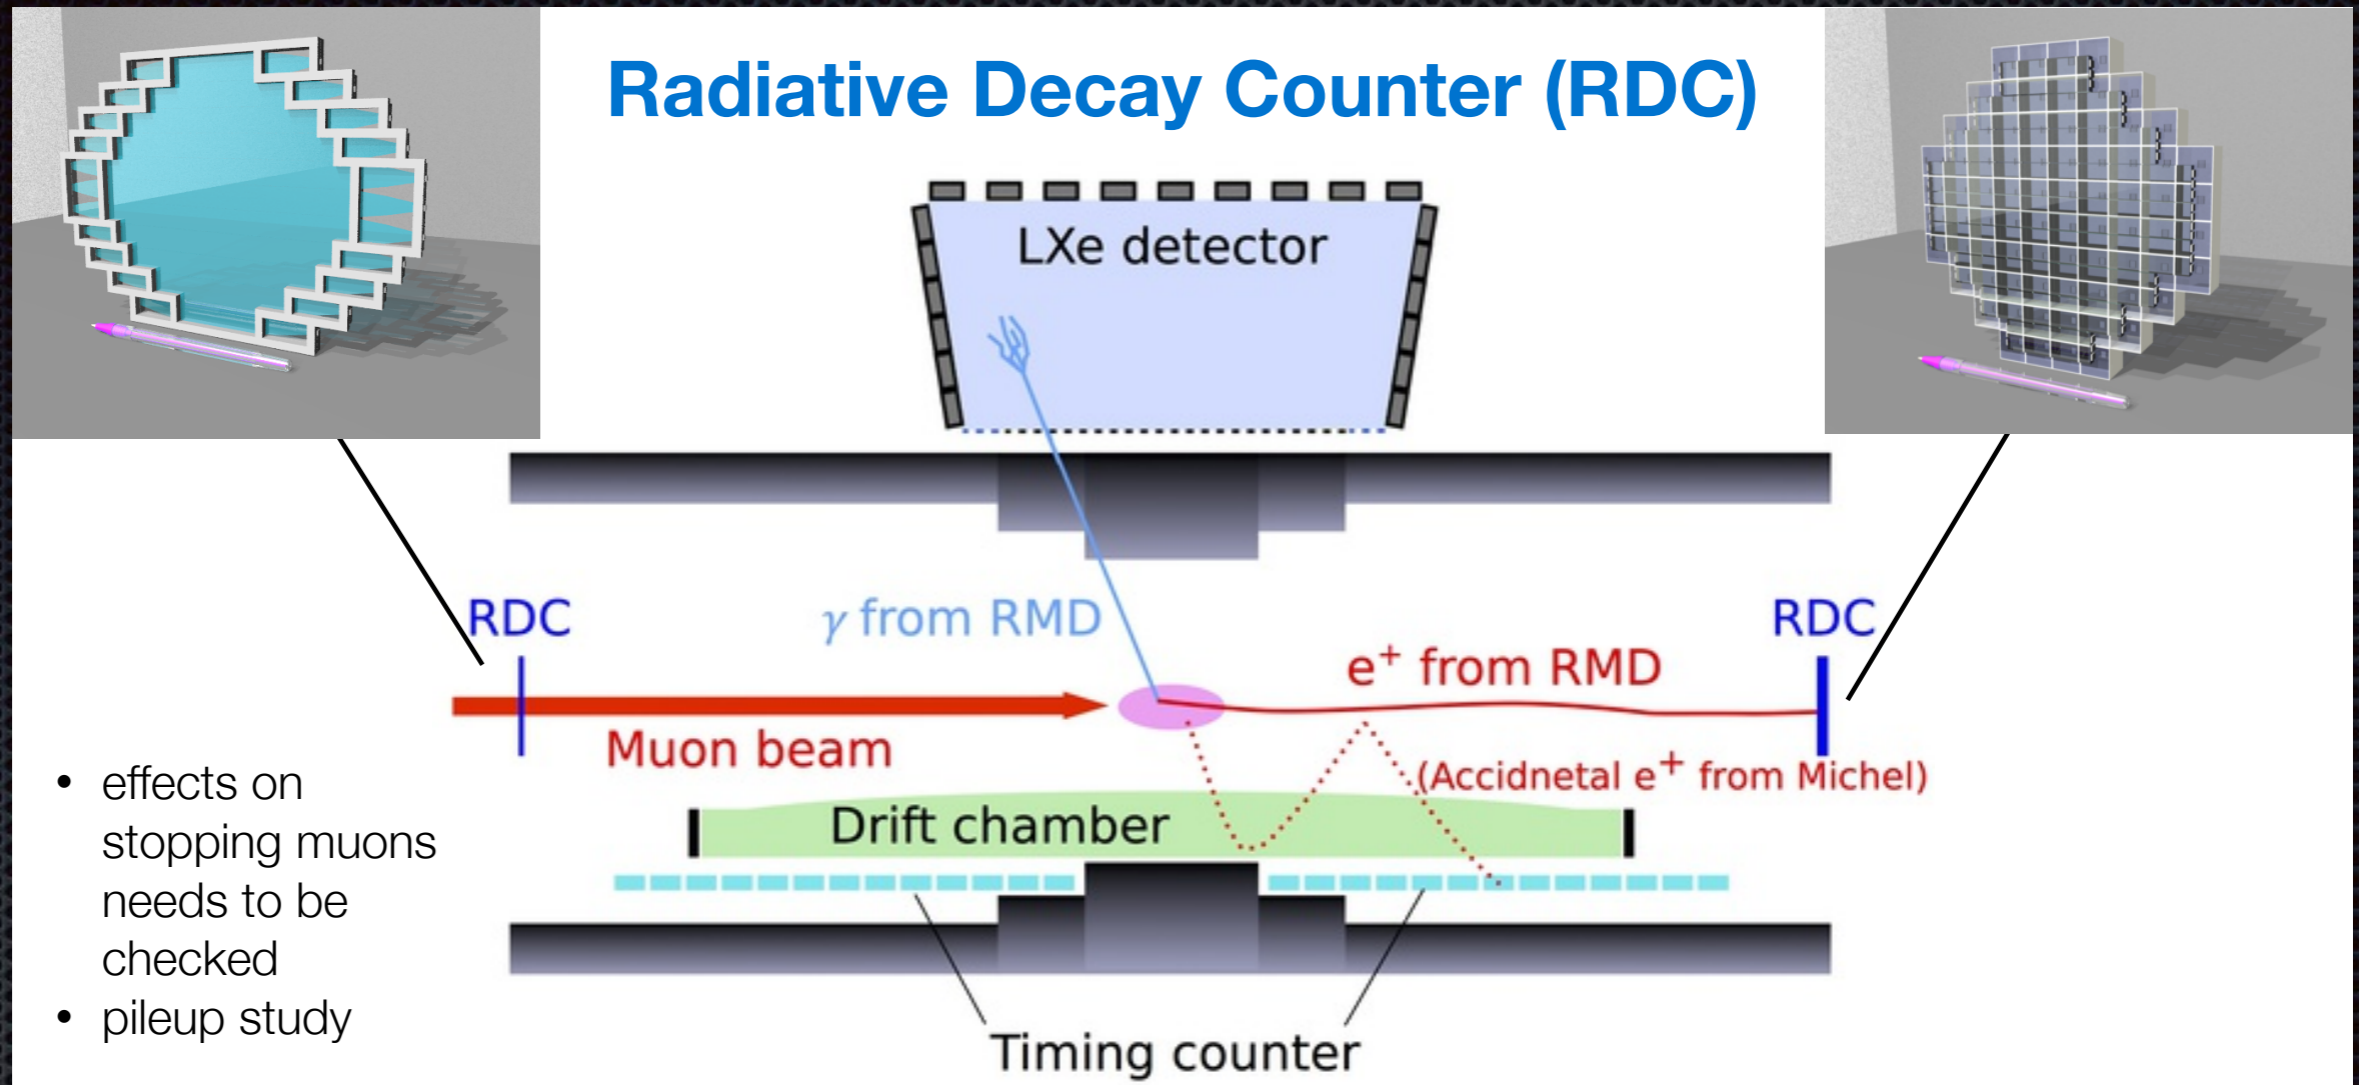 Radiative Decay Counter (RDC)
LXe detector
RDC
γ from RMD
e⁺ from RMD
RDC
Muon beam
(Accidnetal e⁺ from Michel)
Drift chamber
Timing counter
• effects on
stopping muons
needs to be
checked
• pileup study